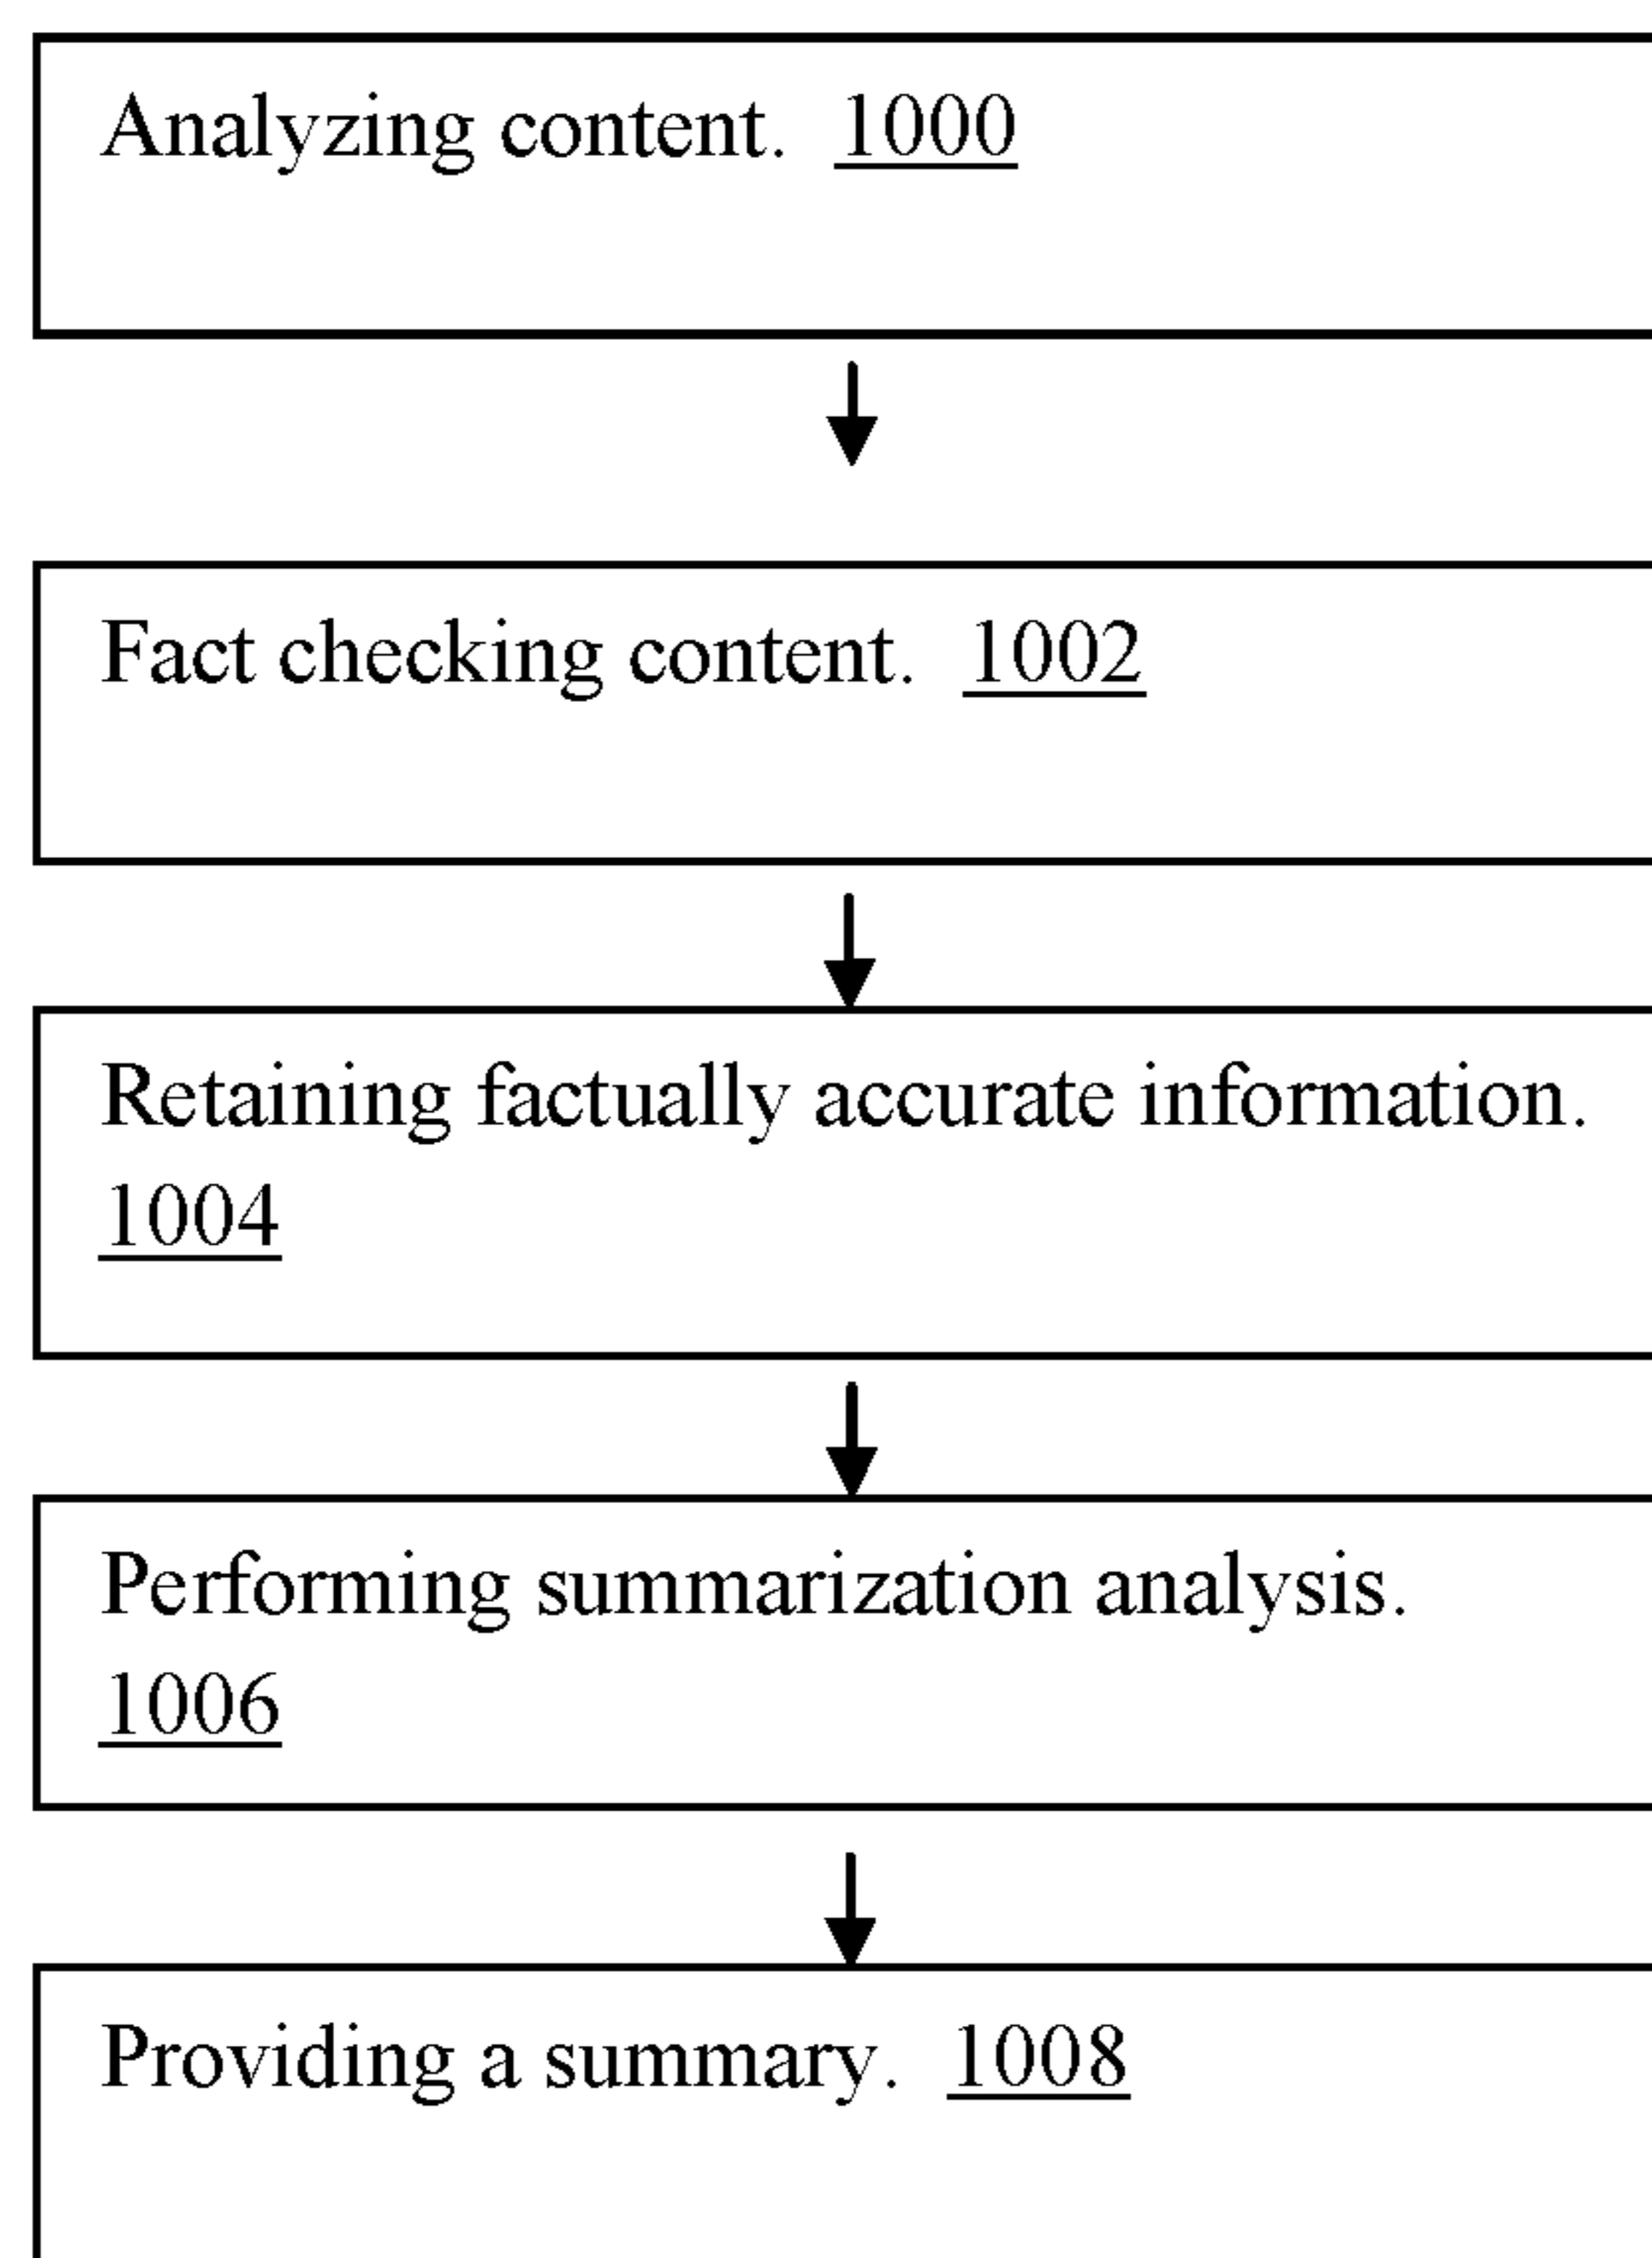 Analyzing content. 1000
Fact checking content. 1002
Retaining factually accurate information.
1004
Performing summarization analysis.
1006
Providing a summary. 1008